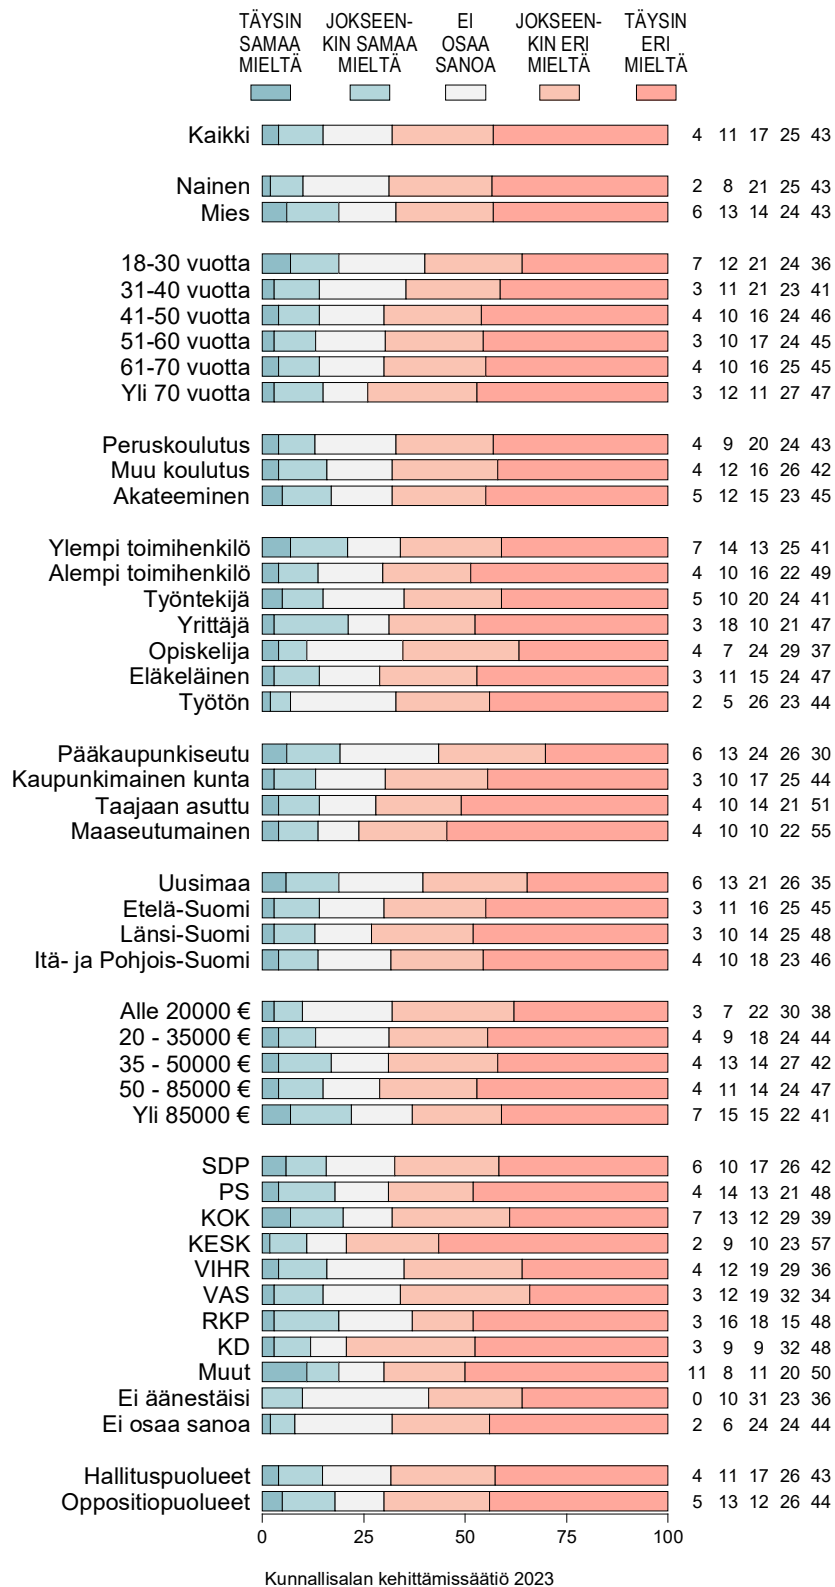 TÄYSIN JOKSEEN- EI JOKSEEN- TÄYSIN
SAMAA KIN SAMAA OSAA KIN ERI ERI
MIELTÄ MIELTÄ SANOA MIELTÄ MIELTÄ
Kaikki 4 11 17 25 43
Nainen 2 8 21 25 43
Mies 6 13 14 24 43
18-30 vuotta 7 12 21 24 36
31-40 vuotta 3 11 21 23 41
41-50 vuotta 4 10 16 24 46
51-60 vuotta 3 10 17 24 45
61-70 vuotta 4 10 16 25 45
Yli 70 vuotta 3 12 11 27 47
Peruskoulutus 4 9 20 24 43
Muu koulutus 4 12 16 26 42
Akateeminen 5 12 15 23 45
Ylempi toimihenkilö 7 14 13 25 41
Alempi toimihenkilö 4 10 16 22 49
Työntekijä 5 10 20 24 41
Yrittäjä 3 18 10 21 47
Opiskelija 4 7 24 29 37
Eläkeläinen 3 11 15 24 47
Työtön 2 5 26 23 44
Pääkaupunkiseutu 6 13 24 26 30
Kaupunkimainen kunta 3 10 17 25 44
Taajaan asuttu 4 10 14 21 51
Maaseutumainen 4 10 10 22 55
Uusimaa 6 13 21 26 35
Etelä-Suomi 3 11 16 25 45
Länsi-Suomi 3 10 14 25 48
Itä- ja Pohjois-Suomi 4 10 18 23 46
Alle 20000 € 3 7 22 30 38
20 - 35000 € 4 9 18 24 44
35 - 50000 € 4 13 14 27 42
50 - 85000 € 4 11 14 24 47
Yli 85000 € 7 15 15 22 41
SDP 6 10 17 26 42
PS 4 14 13 21 48
KOK 7 13 12 29 39
KESK 2 9 10 23 57
VIHR 4 12 19 29 36
VAS 3 12 19 32 34
RKP 3 16 18 15 48
KD 3 9 9 32 48
Muut 11 8 11 20 50
Ei äänestäisi 0 10 31 23 36
Ei osaa sanoa 2 6 24 24 44
Hallituspuolueet 4 11 17 26 43
Oppositiopuolueet 5 13 12 26 44
0 25 50 75 100
Kunnallisalan kehittämissäätiö 2023